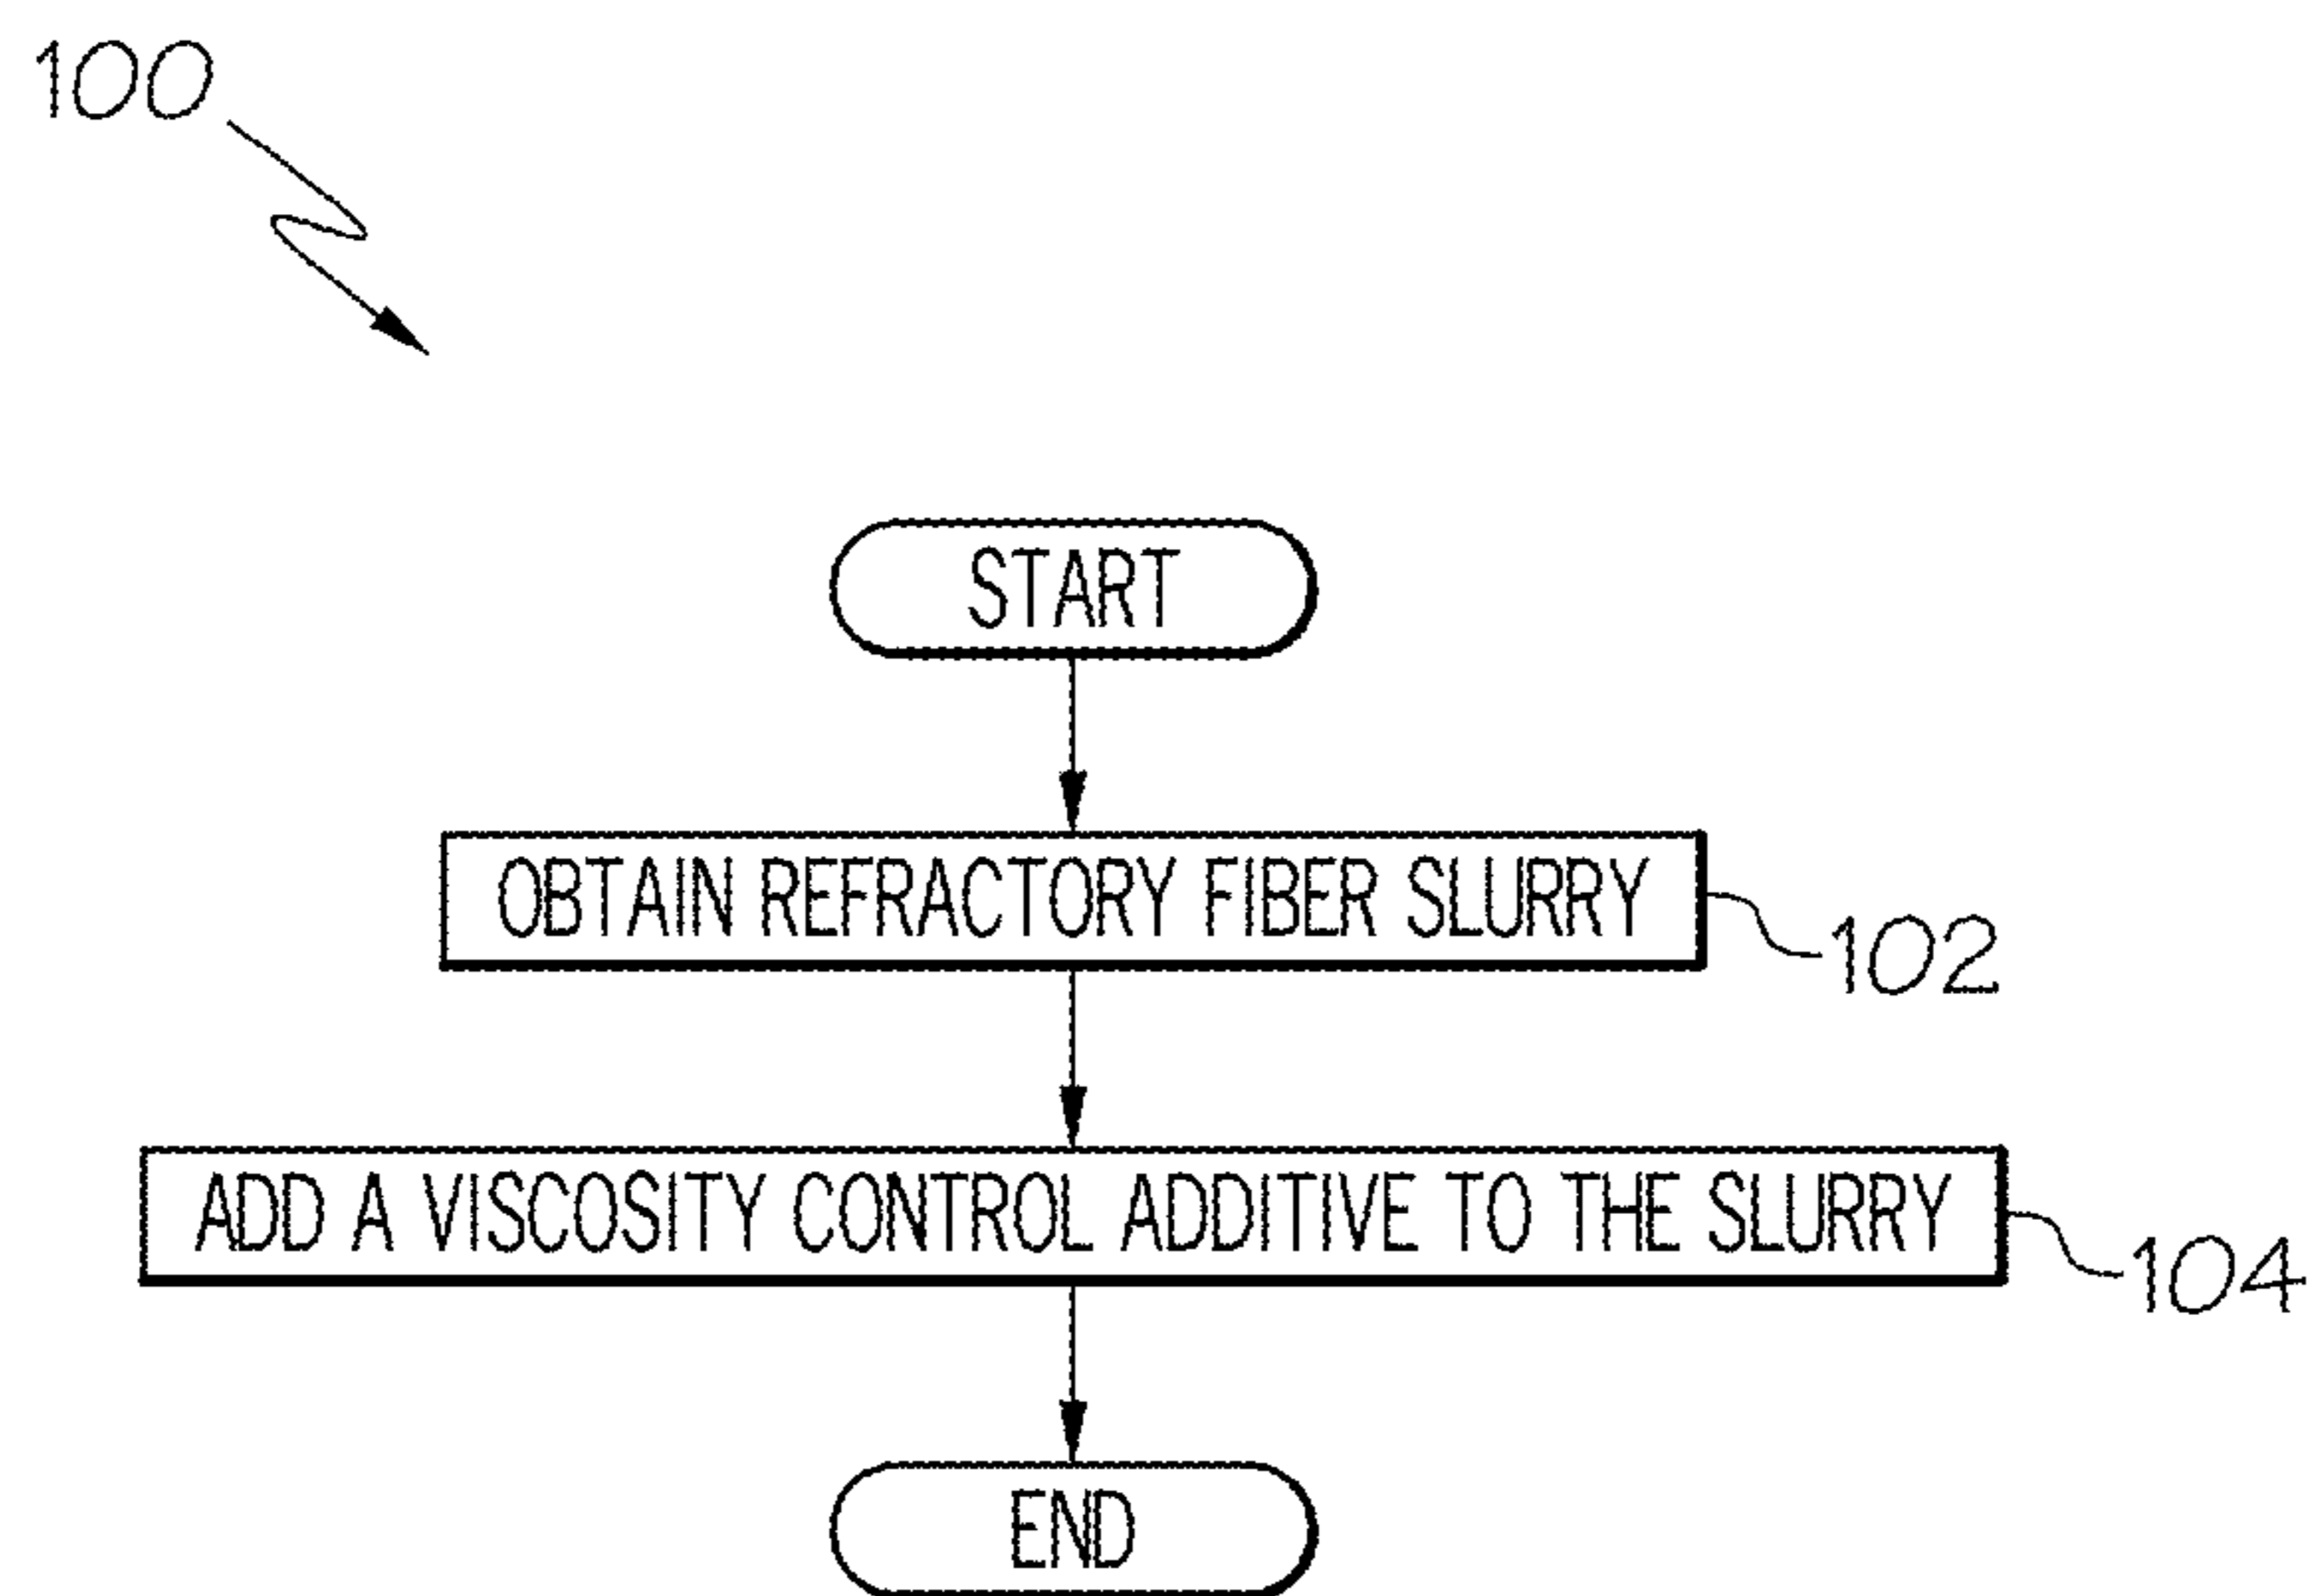 100
START
OBTAIN REFRACTORY FIBER SLURRY
102
ADD A VISCOSITY CONTROL ADDITIVE TO THE SLURRY
104
END